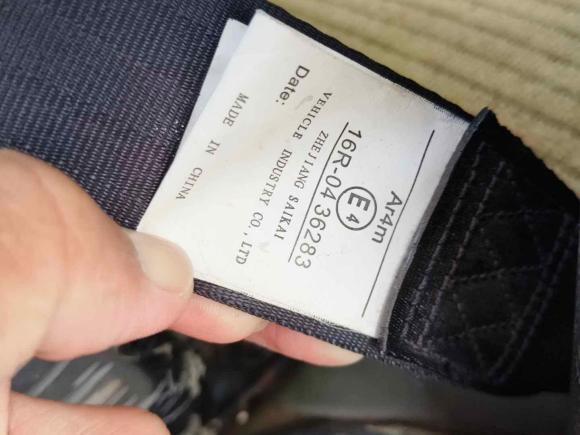 Ar4m
E4
16R-04 36283
ZHEJIANG SAIKAI
VEHICLE INDUSTRY CO., LTD
Date:
MADE IN CHINA